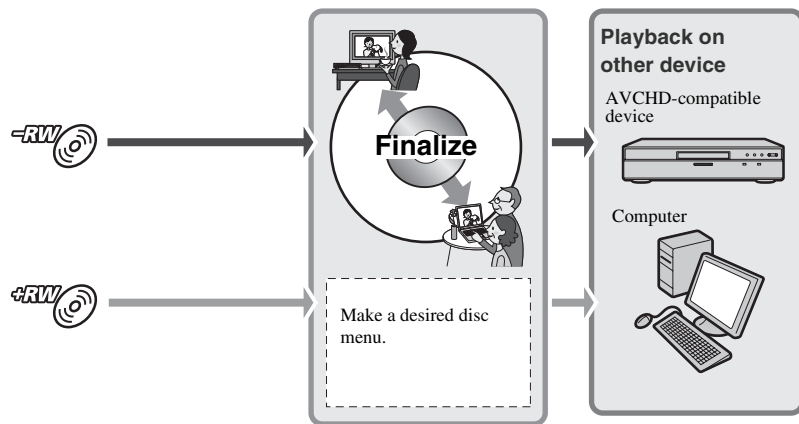 -RW
Finalize
+RW
Make a desired disc
menu.
Playback on
other device
AVCHD-compatible
device
Computer